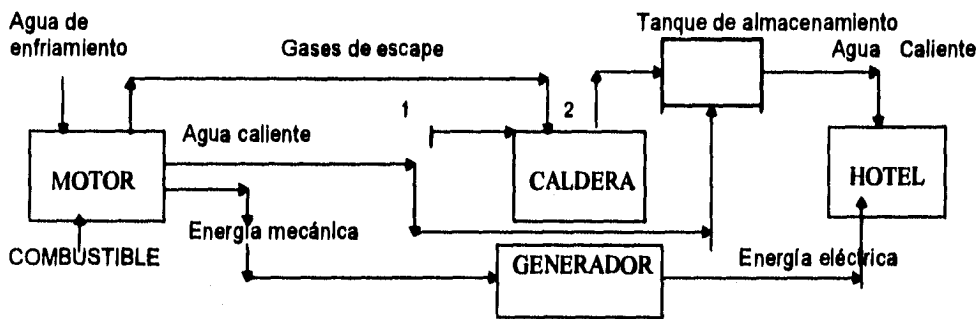 Agua de
enfriamiento
Gases de escape
Tanque de almacenamiento
Agua Caliente
1
2
Agua caliente
MOTOR
CALDERA
HOTEL
COMBUSTIBLE
Energía mecánica
GENERADOR
Energía eléctrica